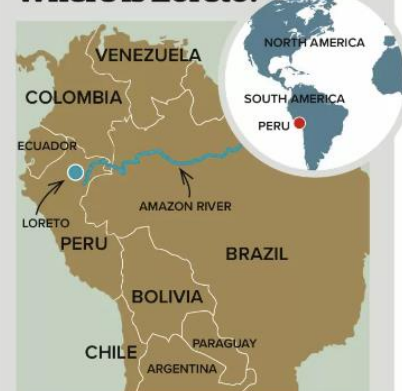 VENEZUELA
COLOMBIA
ECUADOR
LORETO
PERU
AMAZON RIVER
BRAZIL
BOLIVIA
CHILE
PARAGUAY
ARGENTINA
NORTH AMERICA
SOUTH AMERICA
PERU